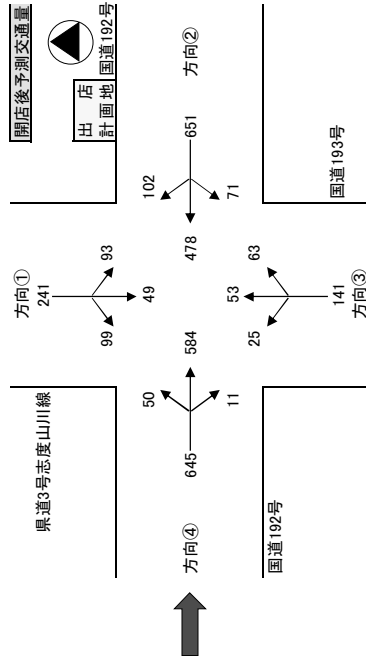 開店後予測交通量
出店
計画地
国道192号
県道3号志度山川線
方向①
241
99
49
93
方向②
651
102
478
71
方向④
645
50
584
11
方向③
141
25
53
63
国道192号
国道193号